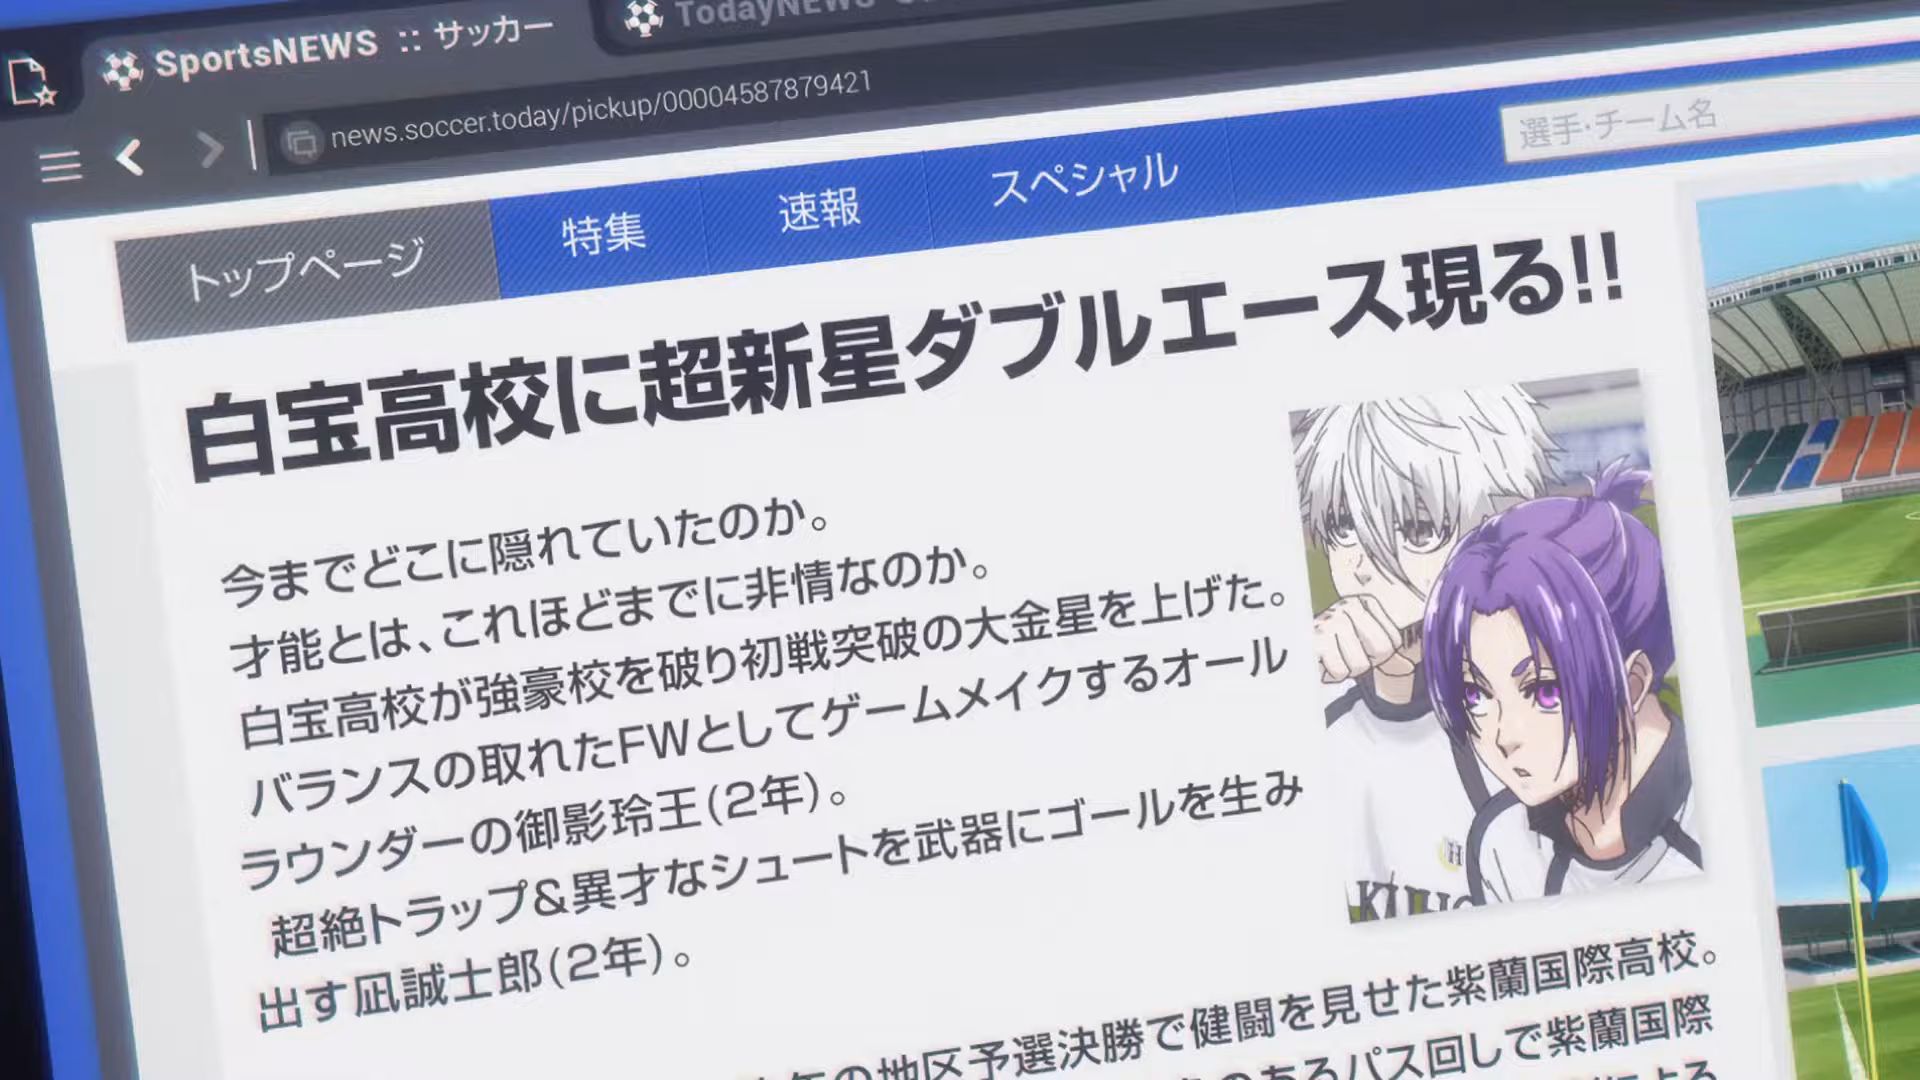 SportsNEWS :: サッカー
TodayNEWS
news.soccer.today/pickup/00004587879421
選手・チーム名
トップページ 特集 速報 スペシャル
白宝高校に超新星ダブルエース現る!!
今までどこに隠れていたのか。
才能とは、これほどまでに非情なのか。
白宝高校が強豪校を破り初戦突破の大金星を上げた。
バランスの取れたFWとしてゲームメイクするオール
ラウンダーの御影玲王(2年)。
超絶トラップ&異才なシュートを武器にゴールを生み
出す凪誠士郎(2年)。
年の地区予選決勝で健闘を見せた紫蘭国際高校。
のあるパス回しで紫蘭国際
による